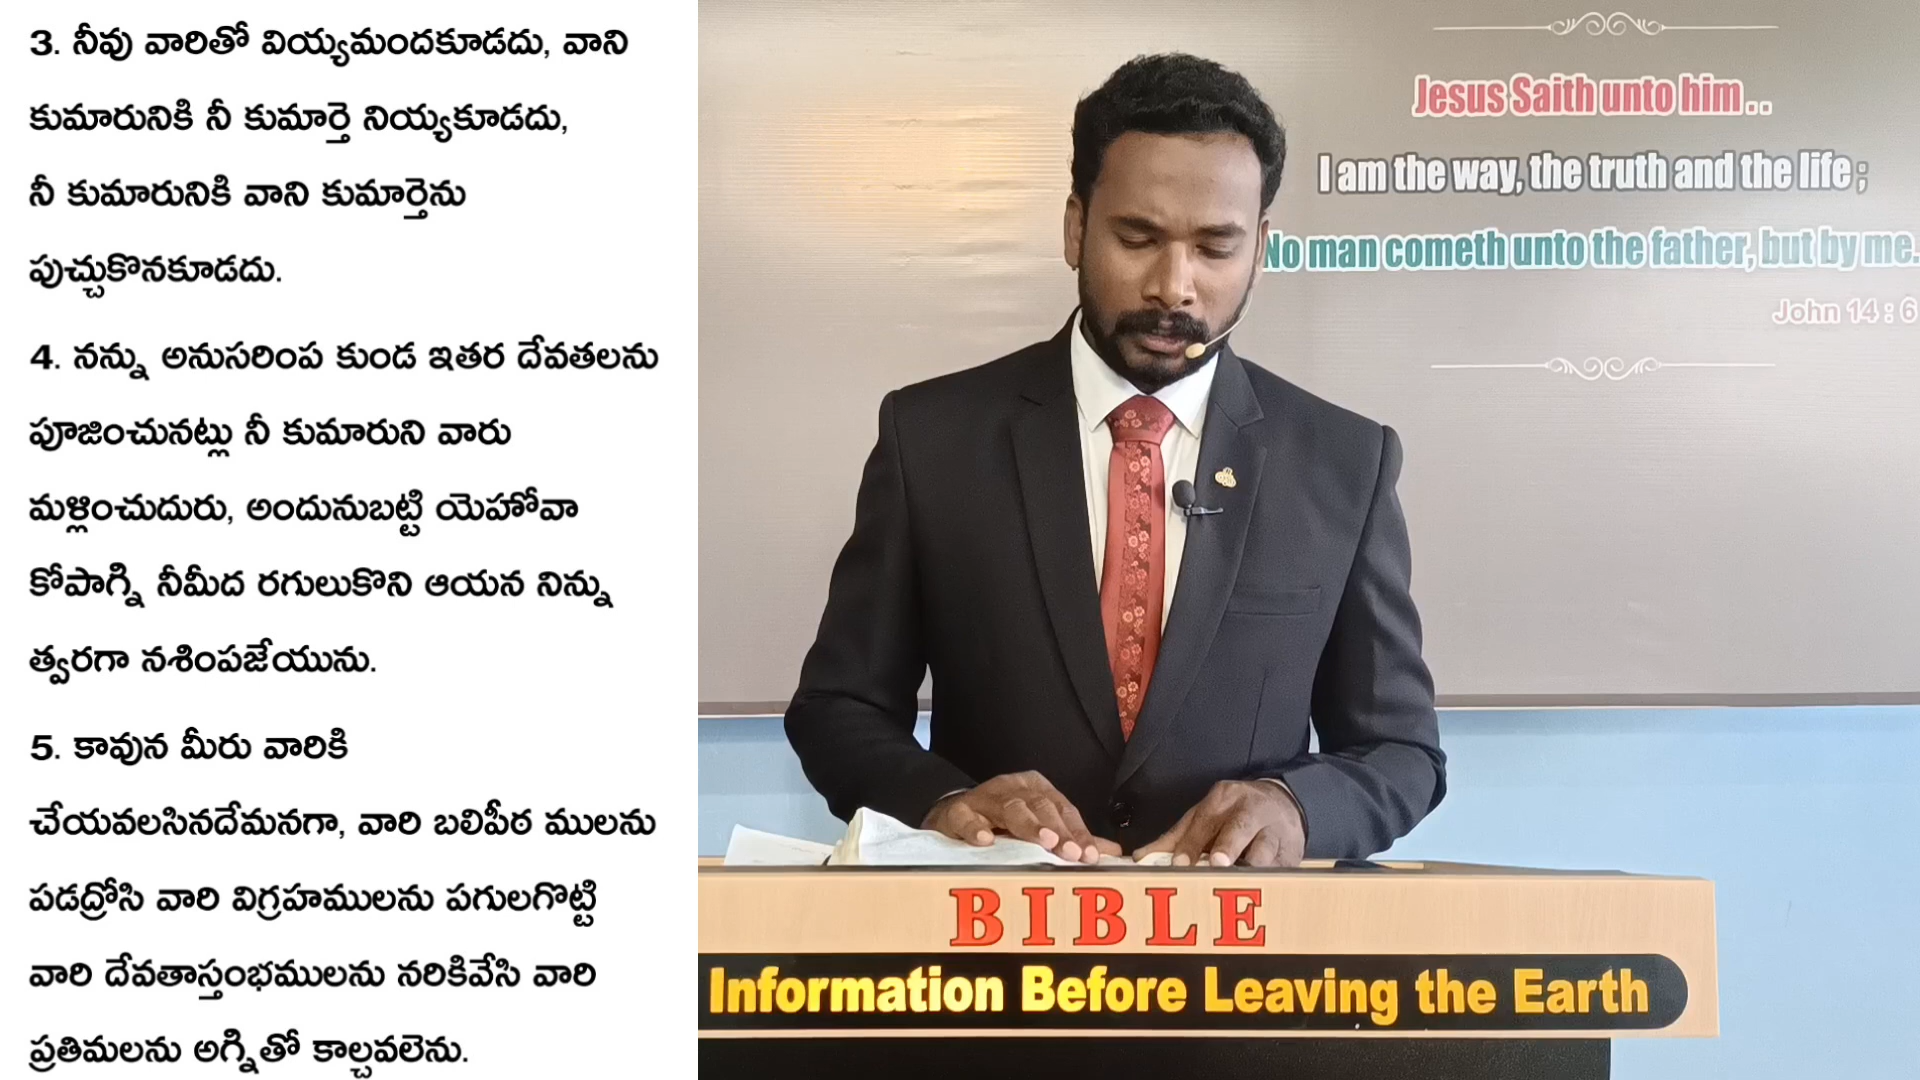 3. నీవు వారితో వియ్యమందకూడదు, వాని
కుమారునికి నీ కుమార్తె నియ్యకూడదు,
నీ కుమారునికి వాని కుమార్తెను
పుచ్చుకొనకూడదు.
4. నన్ను అనుసరింప కుండ ఇతర దేవతలను
పూజించునట్లు నీ కుమారుని వారు
మళ్లించుదురు, అందునుబట్టి యెహోవా
కోపాగ్ని నీమీద రగులుకొని ఆయన నిన్ను
త్వరగా నశింపజేయును.
5. కావున మీరు వారికి
చేయవలసినదేమనగా, వారి బలిపీఠ ములను
పడద్రోసి వారి విగ్రహములను పగులగొట్టి
వారి దేవతాస్తంభములను నరికివేసి వారి
ప్రతిమలను అగ్నితో కాల్చవలెను.
Jesus Saith unto him . .
I am the way, the truth and the life ;
No man cometh unto the father, but by me.
John 14 : 6
BIBLE
Information Before Leaving the Earth